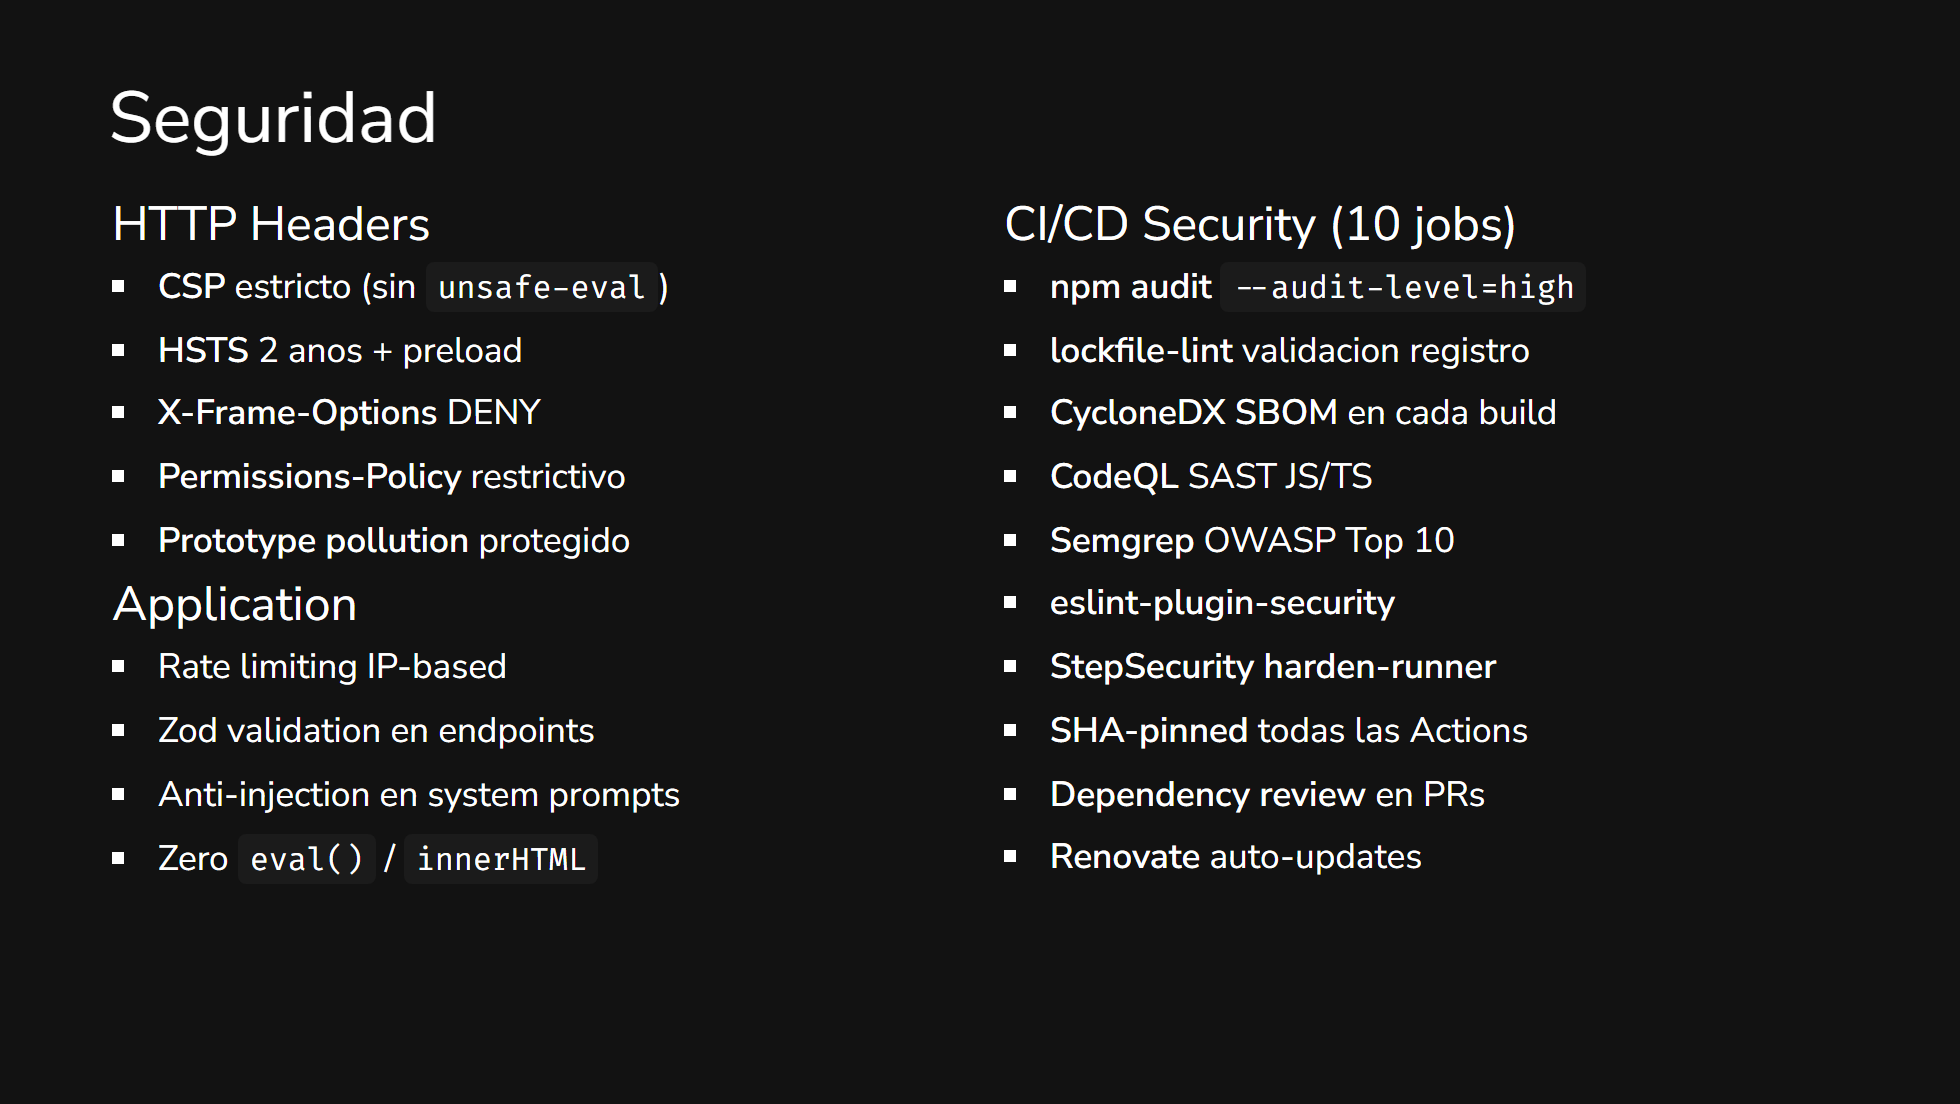 Seguridad
HTTP Headers
CSP estricto (sin unsafe-eval)
HSTS 2 anos + preload
X-Frame-Options DENY
Permissions-Policy restrictivo
Prototype pollution protegido
Application
Rate limiting IP-based
Zod validation en endpoints
Anti-injection en system prompts
Zero eval() / innerHTML
CI/CD Security (10 jobs)
npm audit --audit-level=high
lockfile-lint validacion registro
CycloneDX SBOM en cada build
CodeQL SAST JS/TS
Semgrep OWASP Top 10
eslint-plugin-security
StepSecurity harden-runner
SHA-pinned todas las Actions
Dependency review en PRs
Renovate auto-updates